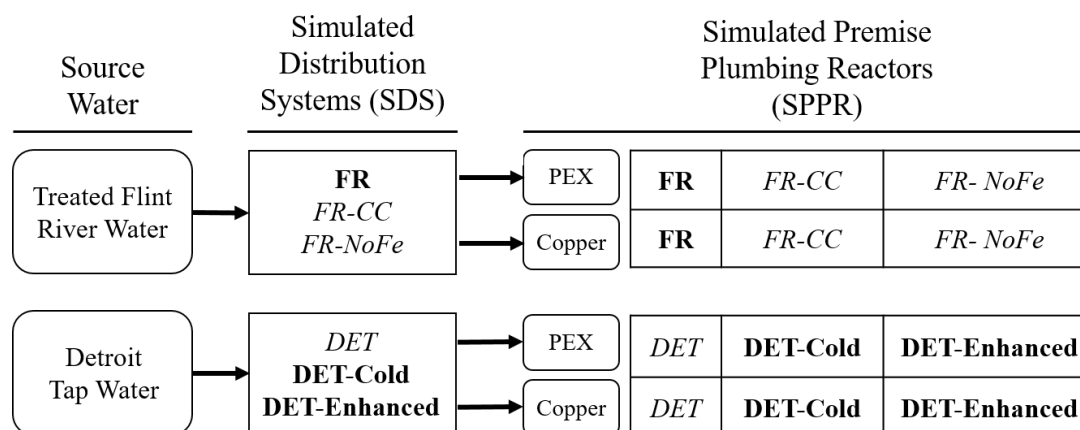 Source
Water
Simulated
Distribution
Systems (SDS)
Simulated Premise
Plumbing Reactors
(SPPR)
Treated Flint
River Water
FR
FR-CC
FR-NoFe
PEX
FR FR-CC FR- NoFe
Copper
FR FR-CC FR- NoFe
Detroit
Tap Water
DET
DET-Cold
DET-Enhanced
PEX
DET DET-Cold DET-Enhanced
Copper
DET DET-Cold DET-Enhanced